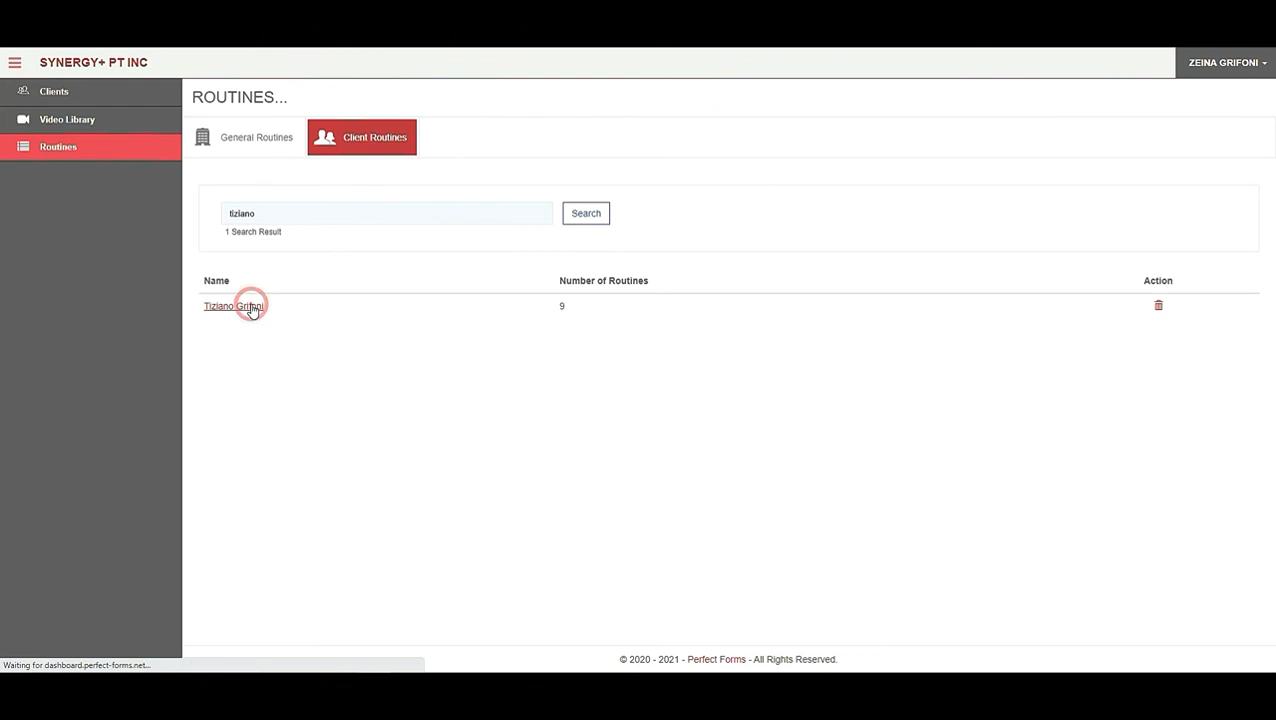 SYNERGY+ PT INC
ZEINA GRIFONI
Clients
Video Library
Routines
ROUTINES...
General Routines
Client Routines
tiziano
Search
1 Search Result
Name
Number of Routines
Action
Tiziano Grifoni
9
© 2020 - 2021 - Perfect Forms - All Rights Reserved.
Waiting for dashboard.perfect-forms.net...